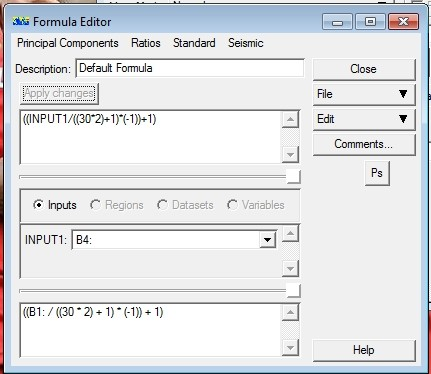 Formula Editor
Principal Components Ratios Standard Seismic
Description: Default Formula
Close
Apply changes
File
((INPUT1/((30*2)+1)*(-1))+1)
Edit
Comments...
Ps
Inputs Regions Datasets Variables
INPUT1: B4:
((B1: / ((30 * 2) + 1) * (-1)) + 1)
Help